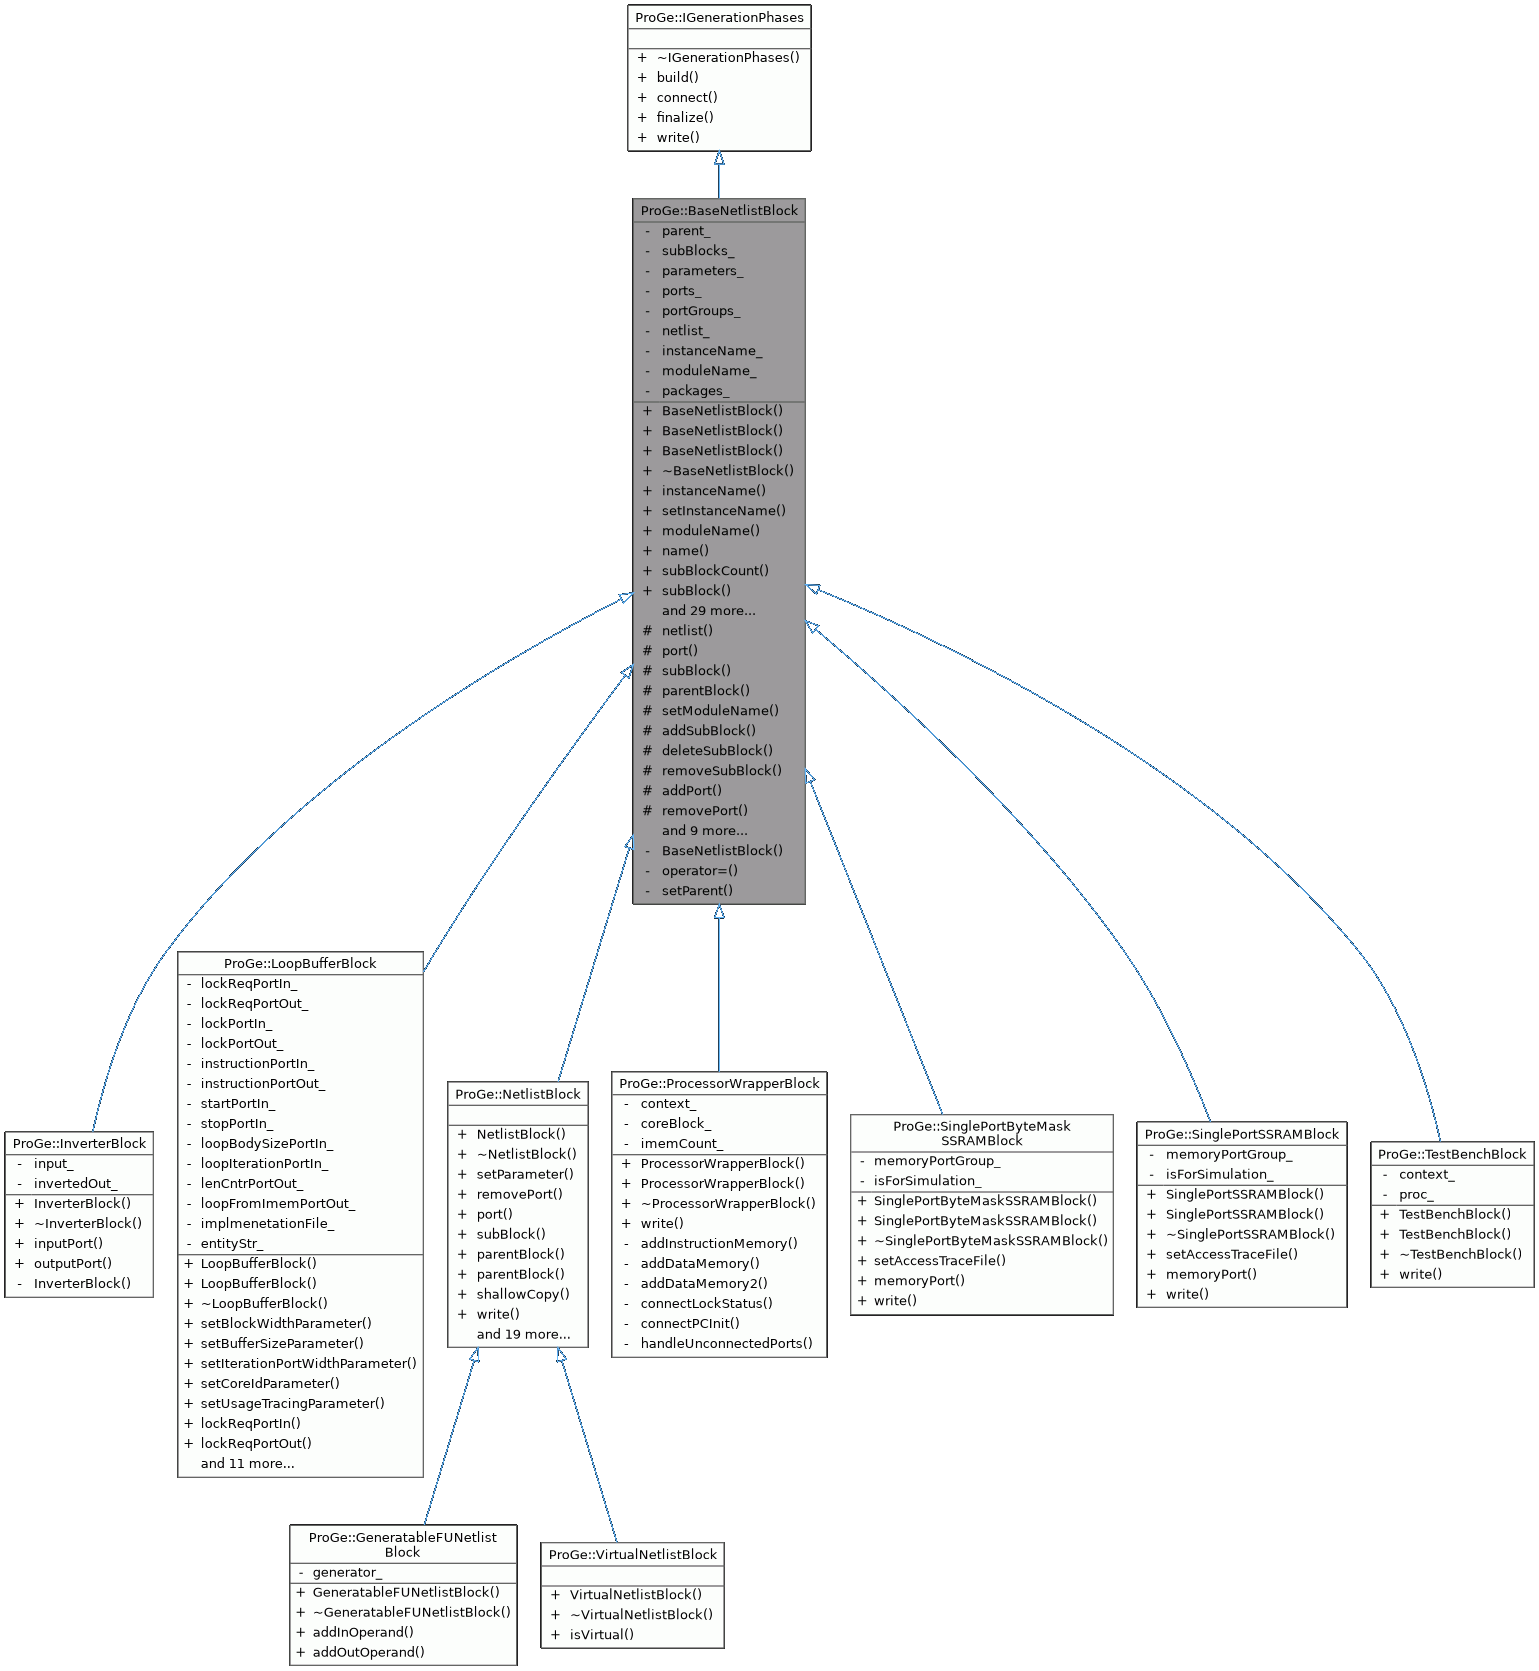 ProGe::IGenerationPhases
+ ~IGenerationPhases()
+ build()
+ connect()
+ finalize()
+ write()
ProGe::BaseNetlistBlock
- parent_
- subBlocks_
- parameters_
- ports_
- portGroups_
- netlist_
- instanceName_
- moduleName_
- packages_
+ BaseNetlistBlock()
+ BaseNetlistBlock()
+ BaseNetlistBlock()
+ ~BaseNetlistBlock()
+ instanceName()
+ setInstanceName()
+ moduleName()
+ name()
+ subBlockCount()
+ subBlock()
and 29 more...
# netlist()
# port()
# subBlock()
# parentBlock()
# setModuleName()
# addSubBlock()
# deleteSubBlock()
# removeSubBlock()
# addPort()
# removePort()
and 9 more...
- BaseNetlistBlock()
- operator=()
- setParent()
ProGe::InverterBlock
- input_
- invertedOut_
+ InverterBlock()
+ ~InverterBlock()
+ inputPort()
+ outputPort()
- InverterBlock()
ProGe::LoopBufferBlock
- lockReqPortIn_
- lockReqPortOut_
- lockPortIn_
- lockPortOut_
- instructionPortIn_
- instructionPortOut_
- startPortIn_
- stopPortIn_
- loopBodySizePortIn_
- loopIterationPortIn_
- lenCntrPortOut_
- loopFromImemPortOut_
- implmenetationFile_
- entityStr_
+ LoopBufferBlock()
+ LoopBufferBlock()
+ ~LoopBufferBlock()
+ setBlockWidthParameter()
+ setBufferSizeParameter()
+ setIterationPortWidthParameter()
+ setCoreIdParameter()
+ setUsageTracingParameter()
+ lockReqPortIn()
+ lockReqPortOut()
and 11 more...
ProGe::NetlistBlock
+ NetlistBlock()
+ ~NetlistBlock()
+ setParameter()
+ removePort()
+ port()
+ subBlock()
+ parentBlock()
+ parentBlock()
+ shallowCopy()
+ write()
and 19 more...
ProGe::ProcessorWrapperBlock
- context_
- coreBlock_
- imemCount_
+ ProcessorWrapperBlock()
+ ProcessorWrapperBlock()
+ ~ProcessorWrapperBlock()
+ write()
- addInstructionMemory()
- addDataMemory()
- addDataMemory2()
- connectLockStatus()
- connectPCInit()
- handleUnconnectedPorts()
ProGe::SinglePortByteMask
SSRAMBlock
- memoryPortGroup_
- isForSimulation_
+ SinglePortByteMaskSSRAMBlock()
+ SinglePortByteMaskSSRAMBlock()
+ ~SinglePortByteMaskSSRAMBlock()
+ setAccessTraceFile()
+ memoryPort()
+ write()
ProGe::SinglePortSSRAMBlock
- memoryPortGroup_
- isForSimulation_
+ SinglePortSSRAMBlock()
+ SinglePortSSRAMBlock()
+ ~SinglePortSSRAMBlock()
+ setAccessTraceFile()
+ memoryPort()
+ write()
ProGe::TestBenchBlock
- context_
- proc_
+ TestBenchBlock()
+ TestBenchBlock()
+ ~TestBenchBlock()
+ write()
ProGe::GeneratableFUNetlist
Block
- generator_
+ GeneratableFUNetlistBlock()
+ ~GeneratableFUNetlistBlock()
+ addInOperand()
+ addOutOperand()
ProGe::VirtualNetlistBlock
+ VirtualNetlistBlock()
+ ~VirtualNetlistBlock()
+ isVirtual()